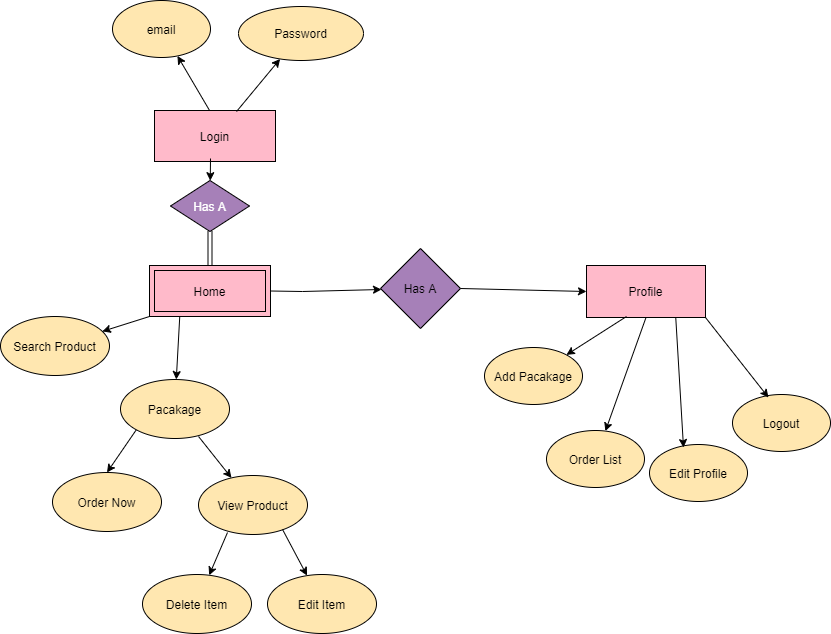 email
Password
Login
Has A
Home
Has A
Profile
Search Product
Add Pacakage
Pacakage
Logout
Order List
Edit Profile
Order Now
View Product
Delete Item
Edit Item